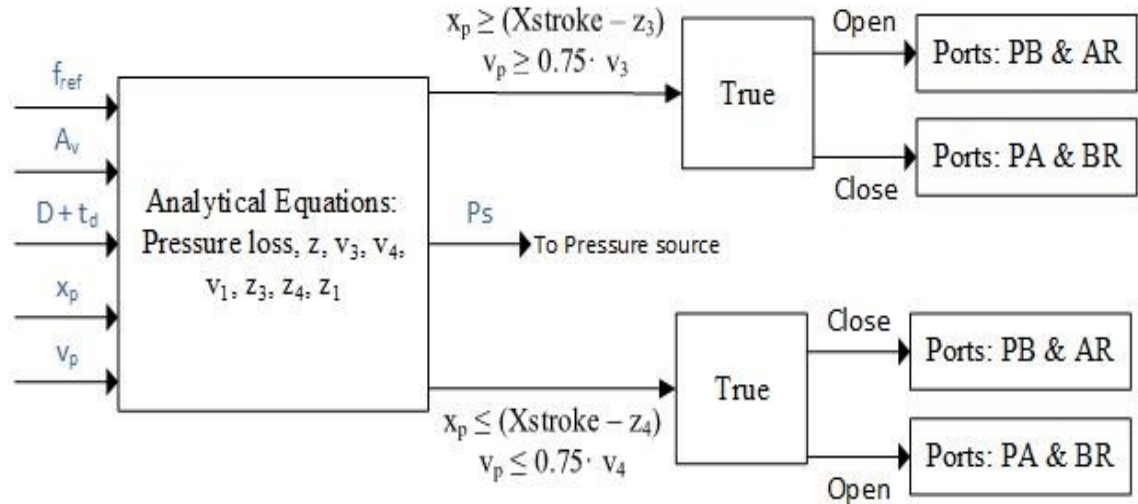 x_p ≥ (Xstroke – z_3)
v_p ≥ 0.75· v_3
Open
Ports: PB & AR
True
Close
Ports: PA & BR
f_ref
A_v
D + t_d
x_p
v_p
Analytical Equations:
Pressure loss, z, v_3, v_4,
v_1, z_3, z_4, z_1
Ps
To Pressure source
x_p ≤ (Xstroke – z_4)
v_p ≤ 0.75· v_4
True
Close
Ports: PB & AR
Open
Ports: PA & BR